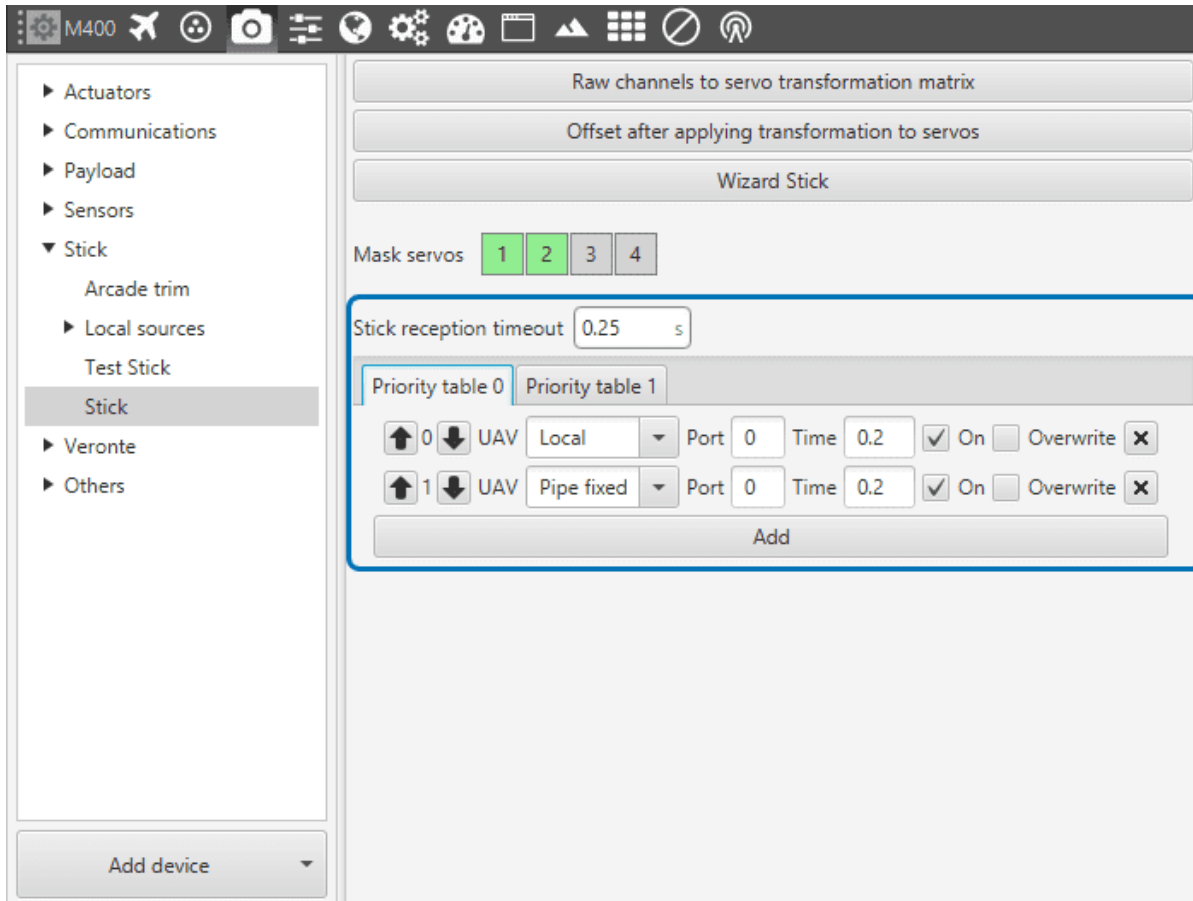 M400
Actuators
Communications
Payload
Sensors
Stick
Arcade trim
Local sources
Test Stick
Stick
Veronte
Others
Add device
Raw channels to servo transformation matrix
Offset after applying transformation to servos
Wizard Stick
Mask servos 1 2 3 4
Stick reception timeout 0.25 s
Priority table 0 Priority table 1
0 UAV Local Port 0 Time 0.2 On Overwrite
1 UAV Pipe fixed Port 0 Time 0.2 On Overwrite
Add